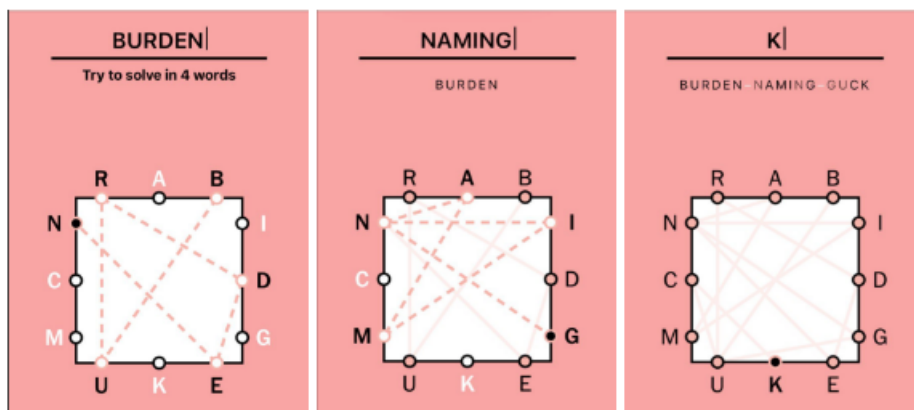 BURDEN
Try to solve in 4 words
R A B
N I
C D
M G
U K E
NAMING
BURDEN
R A B
N I
C D
M G
U K E
K
BURDEN-NAMING-GUCK
R A B
N I
C D
M G
U K E